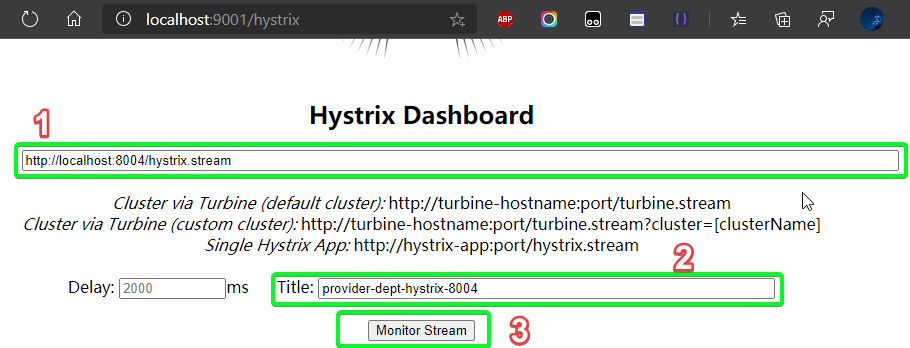 localhost:9001/hystrix
ABP
Hystrix Dashboard
1
http://localhost:8004/hystrix.stream
Cluster via Turbine (default cluster): http://turbine-hostname:port/turbine.stream
Cluster via Turbine (custom cluster): http://turbine-hostname:port/turbine.stream?cluster=[clusterName]
Single Hystrix App: http://hystrix-app:port/hystrix.stream
2
Delay: 2000 ms Title: provider-dept-hystrix-8004
Monitor Stream 3